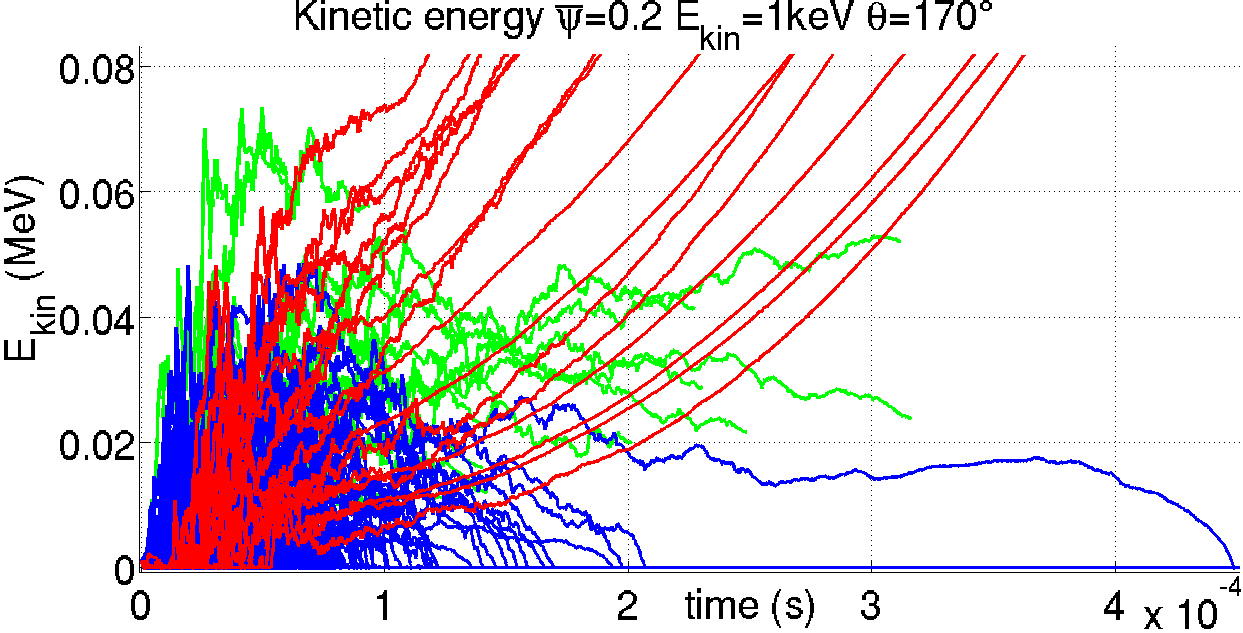 Kinetic energy ψ̅=0.2 E_kin=1keV θ=170°
E_kin (MeV)
0.08
0.06
0.04
0.02
0
0 1 2 3 4
time (s)
x 10^-4